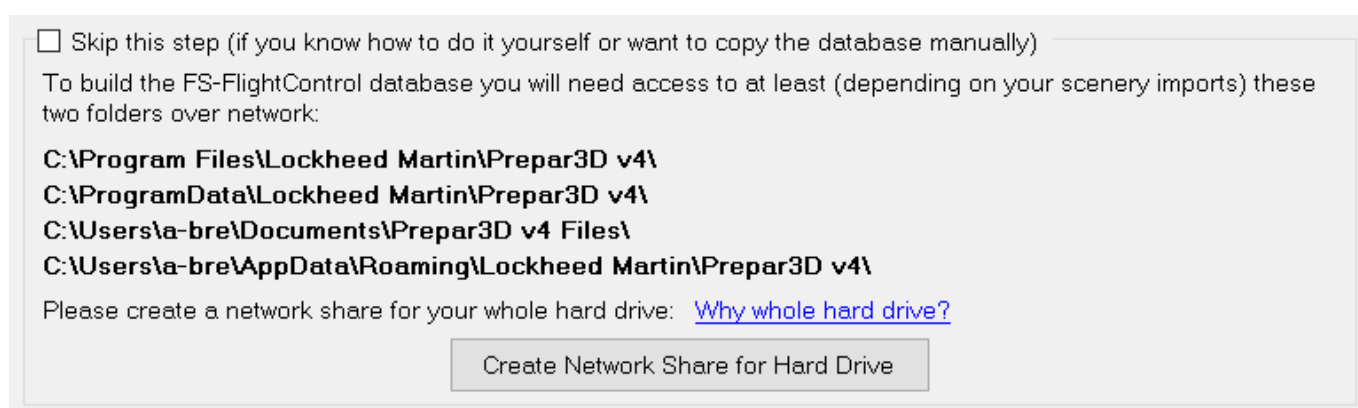 Skip this step (if you know how to do it yourself or want to copy the database manually)
To build the FS-FlightControl database you will need access to at least (depending on your scenery imports) these
two folders over network:
C:\Program Files\Lockheed Martin\Prepar3D v4\
C:\ProgramData\Lockheed Martin\Prepar3D v4\
C:\Users\a-bre\Documents\Prepar3D v4 Files\
C:\Users\a-bre\AppData\Roaming\Lockheed Martin\Prepar3D v4\
Please create a network share for your whole hard drive: Why whole hard drive?
Create Network Share for Hard Drive